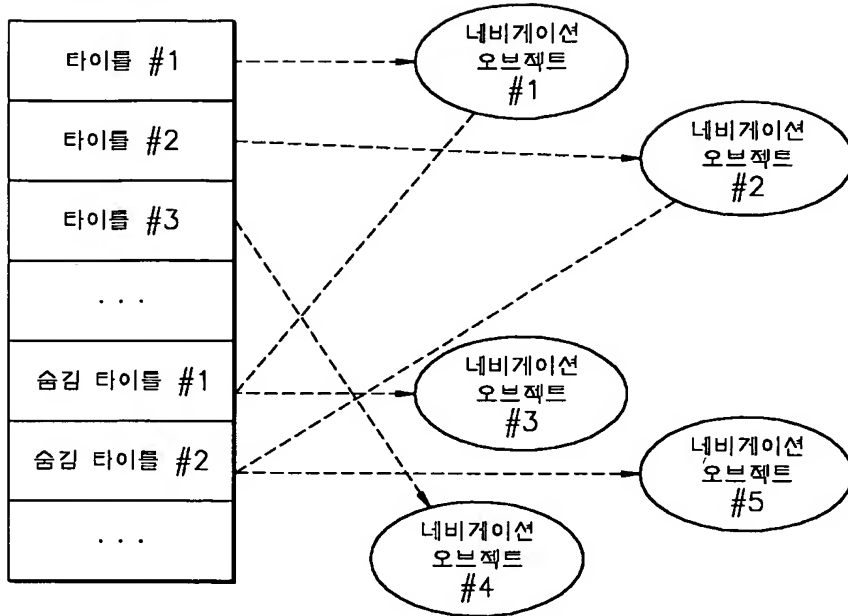 타이틀 #1
타이틀 #2
타이틀 #3
. . .
숨김 타이틀 #1
숨김 타이틀 #2
. . .
네비게이션
오브젝트
#1
네비게이션
오브젝트
#2
네비게이션
오브젝트
#3
네비게이션
오브젝트
#5
네비게이션
오브젝트
#4